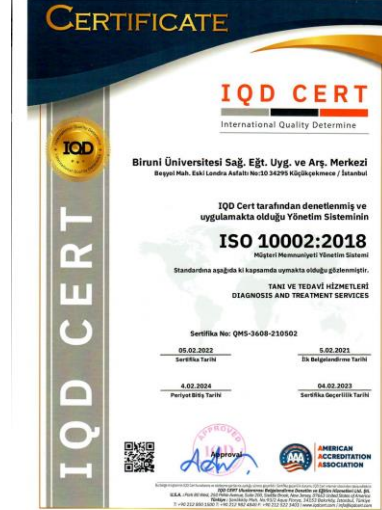 CERTIFICATE
IQD CERT
International Quality Determine
IQD
IQD CERT
Biruni Üniversitesi Sağ. Eğt. Uyg. ve Arş. Merkezi
Beşyol Mah. Eski Londra Asfaltı No:10 34295 Küçükçekmece / İstanbul
IQD Cert tarafından denetlenmiş ve
uygulamakta olduğu Yönetim Sisteminin
ISO 10002:2018
Müşteri Memnuniyeti Yönetim Sistemi
Standardına aşağıda ki kapsamda uymakta olduğu gözlenmiştir.
TANI VE TEDAVİ HİZMETLERİ
DIAGNOSIS AND TREATMENT SERVICES
Sertifika No: QMS-3608-210502
05.02.2022 5.02.2021
Sertifika Tarihi İlk Belgelendirme Tarihi
4.02.2024 04.02.2023
Periyot Bitiş Tarihi Sertifika Geçerlilik Tarihi
APPROVED
Approval
AAA
AMERICAN
ACCREDITATION
ASSOCIATION